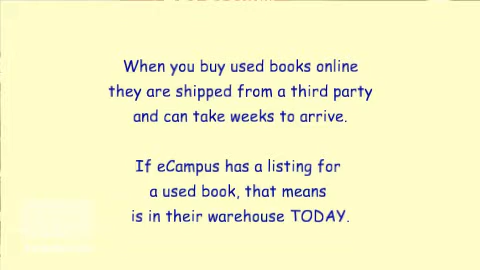 When you buy used books online
they are shipped from a third party
and can take weeks to arrive.
If eCampus has a listing for
a used book, that means
is in their warehouse TODAY.